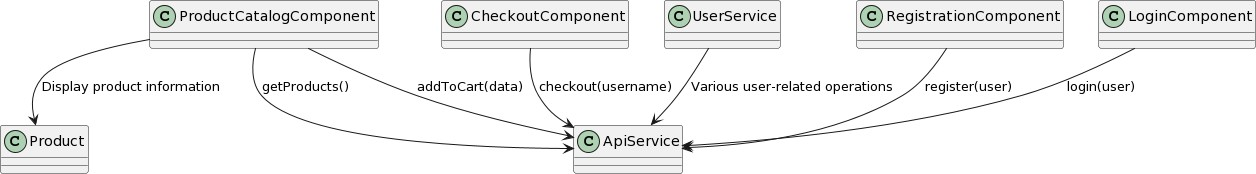 C ProductCatalogComponent
C CheckoutComponent
C UserService
C RegistrationComponent
C LoginComponent
Display product information
getProducts()
addToCart(data)
checkout(username)
Various user-related operations
register(user)
login(user)
C Product
C ApiService